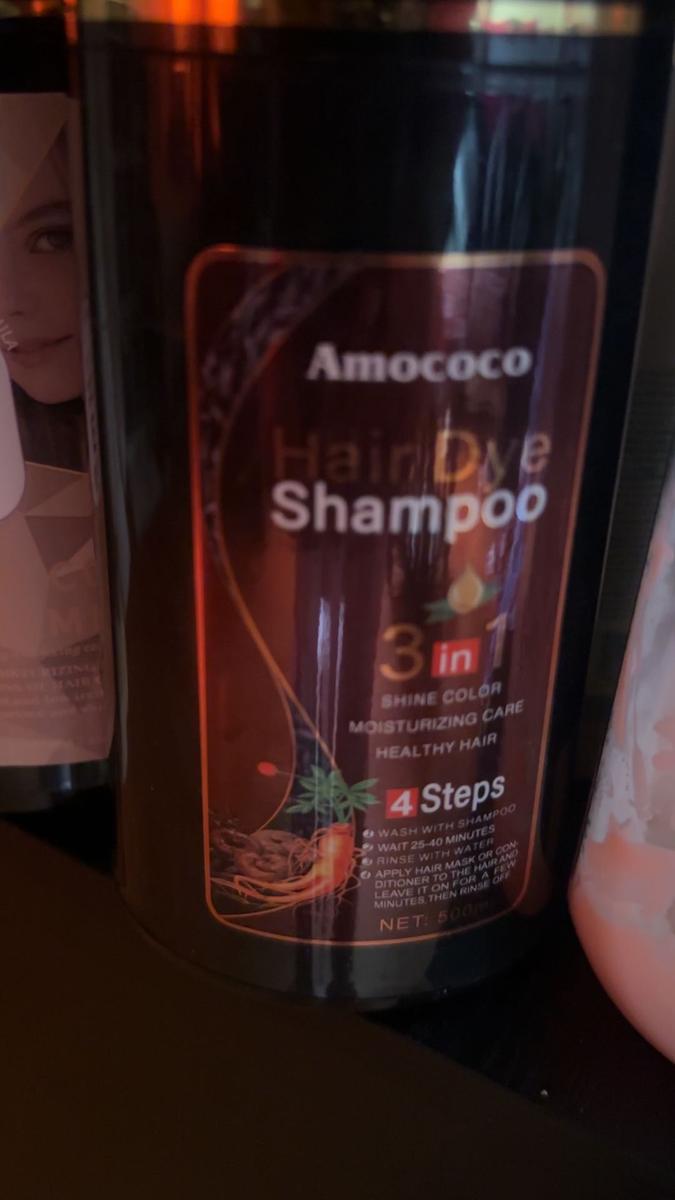 Amococo
Hair Dye
Shampoo
3 in 1
SHINE COLOR
MOISTURIZING CARE
HEALTHY HAIR
4 Steps
WASH WITH SHAMPOO
WAIT 25-40 MINUTES
RINSE WITH WATER
APPLY HAIR MASK OR CON-
DITIONER TO THE HAIR AND
LEAVE IT ON FOR A FEW
MINUTES, THEN RINSE OFF
NET: 500ml